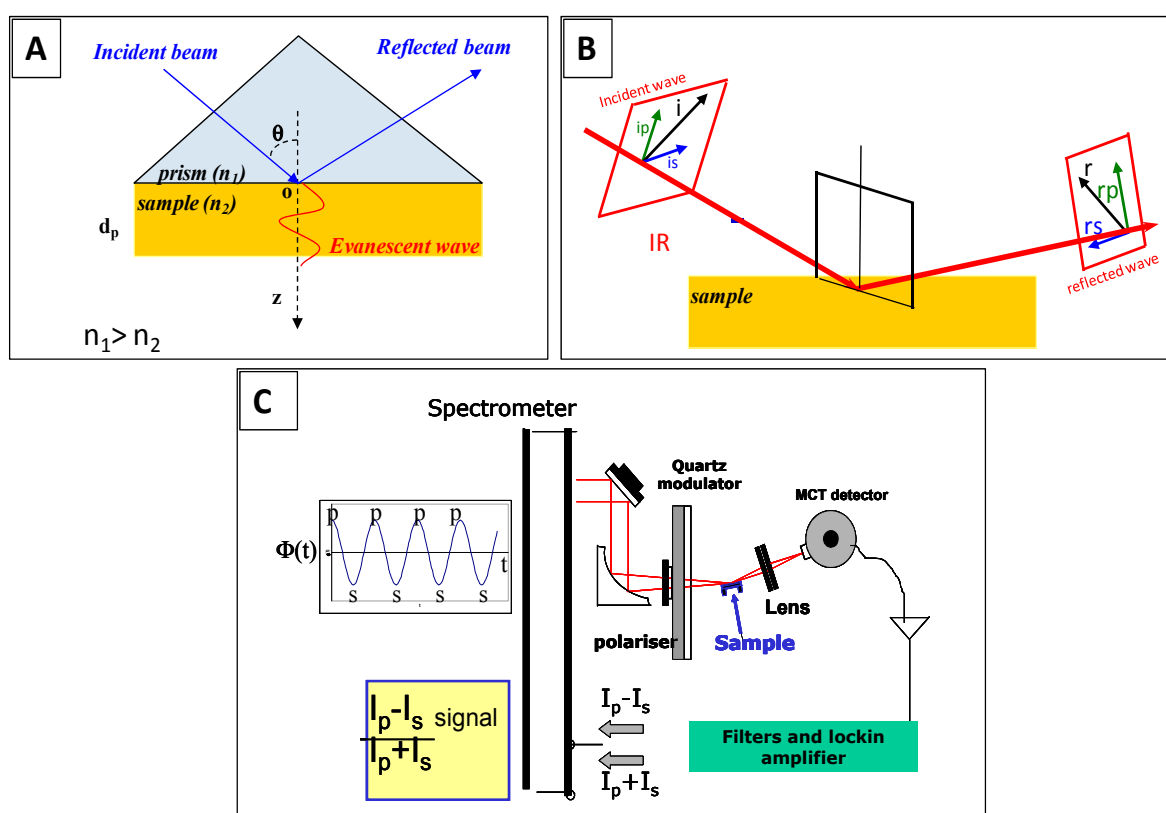 A
Incident beam
Reflected beam
θ
prism (n₁)
o
sample (n₂)
dₚ
Evanescent wave
z
n₁> n₂
B
Incident wave
i
ip
is
IR
sample
r
rp
rs
reflected wave
C
Spectrometer
Quartz
modulator
MCT detector
p p p p
Φ(t)
t
s s s s
Lens
polariser
Sample
Iₚ-Iₛ
Iₚ-Iₛ signal
Iₚ+Iₛ
Filters and lockin
amplifier
Iₚ+Iₛ